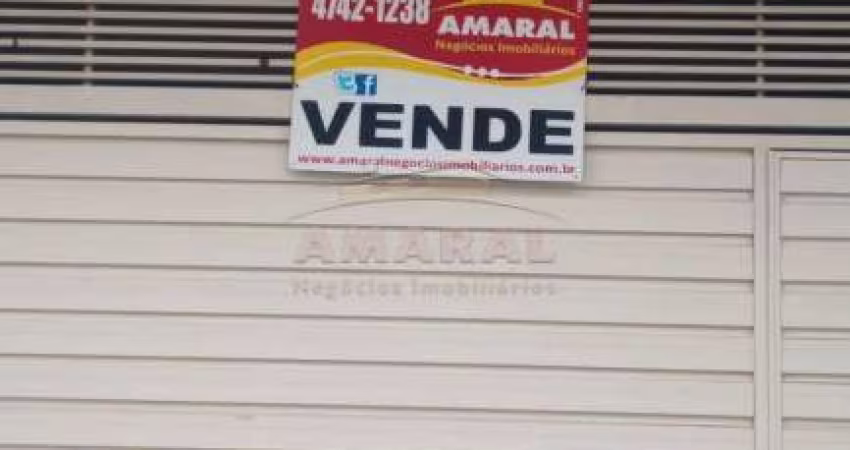 4742-1238
AMARAL
Negócios Imobiliários
VENDE
www.amaralnegociosimobiliarios.com.br
AMARAL
Negócios Imobiliários